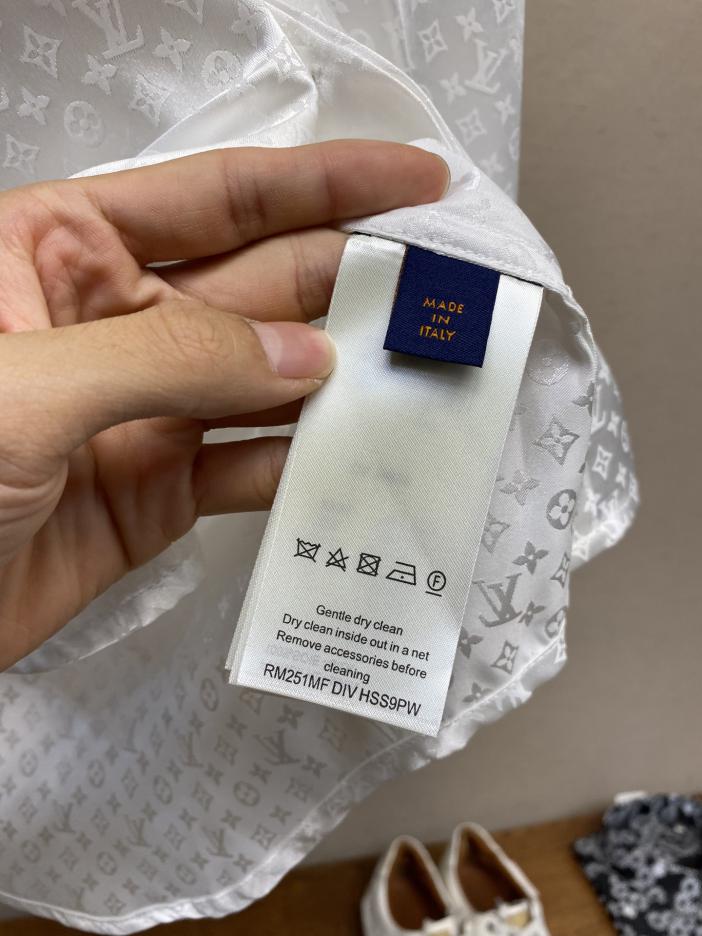 MADE
IN
ITALY
F
Gentle dry clean
Dry clean inside out in a net
Remove accessories before
cleaning
RM251MF DIV HSS9PW